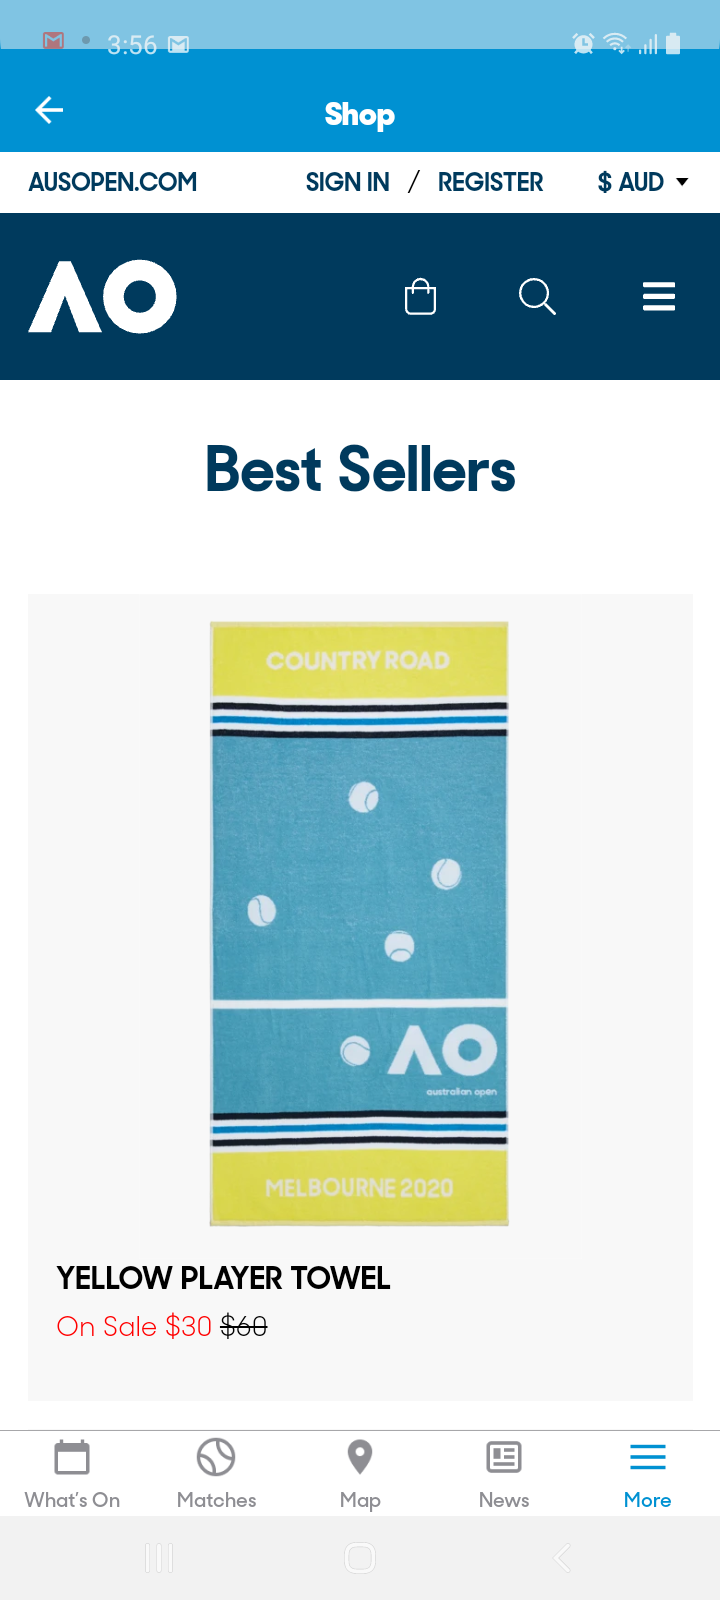 3:56
Shop
AUSOPEN.COM SIGN IN / REGISTER $ AUD
AO
Best Sellers
COUNTRY ROAD
AO
australian open
MELBOURNE 2020
YELLOW PLAYER TOWEL
On Sale $30 $60
What's On Matches Map News More